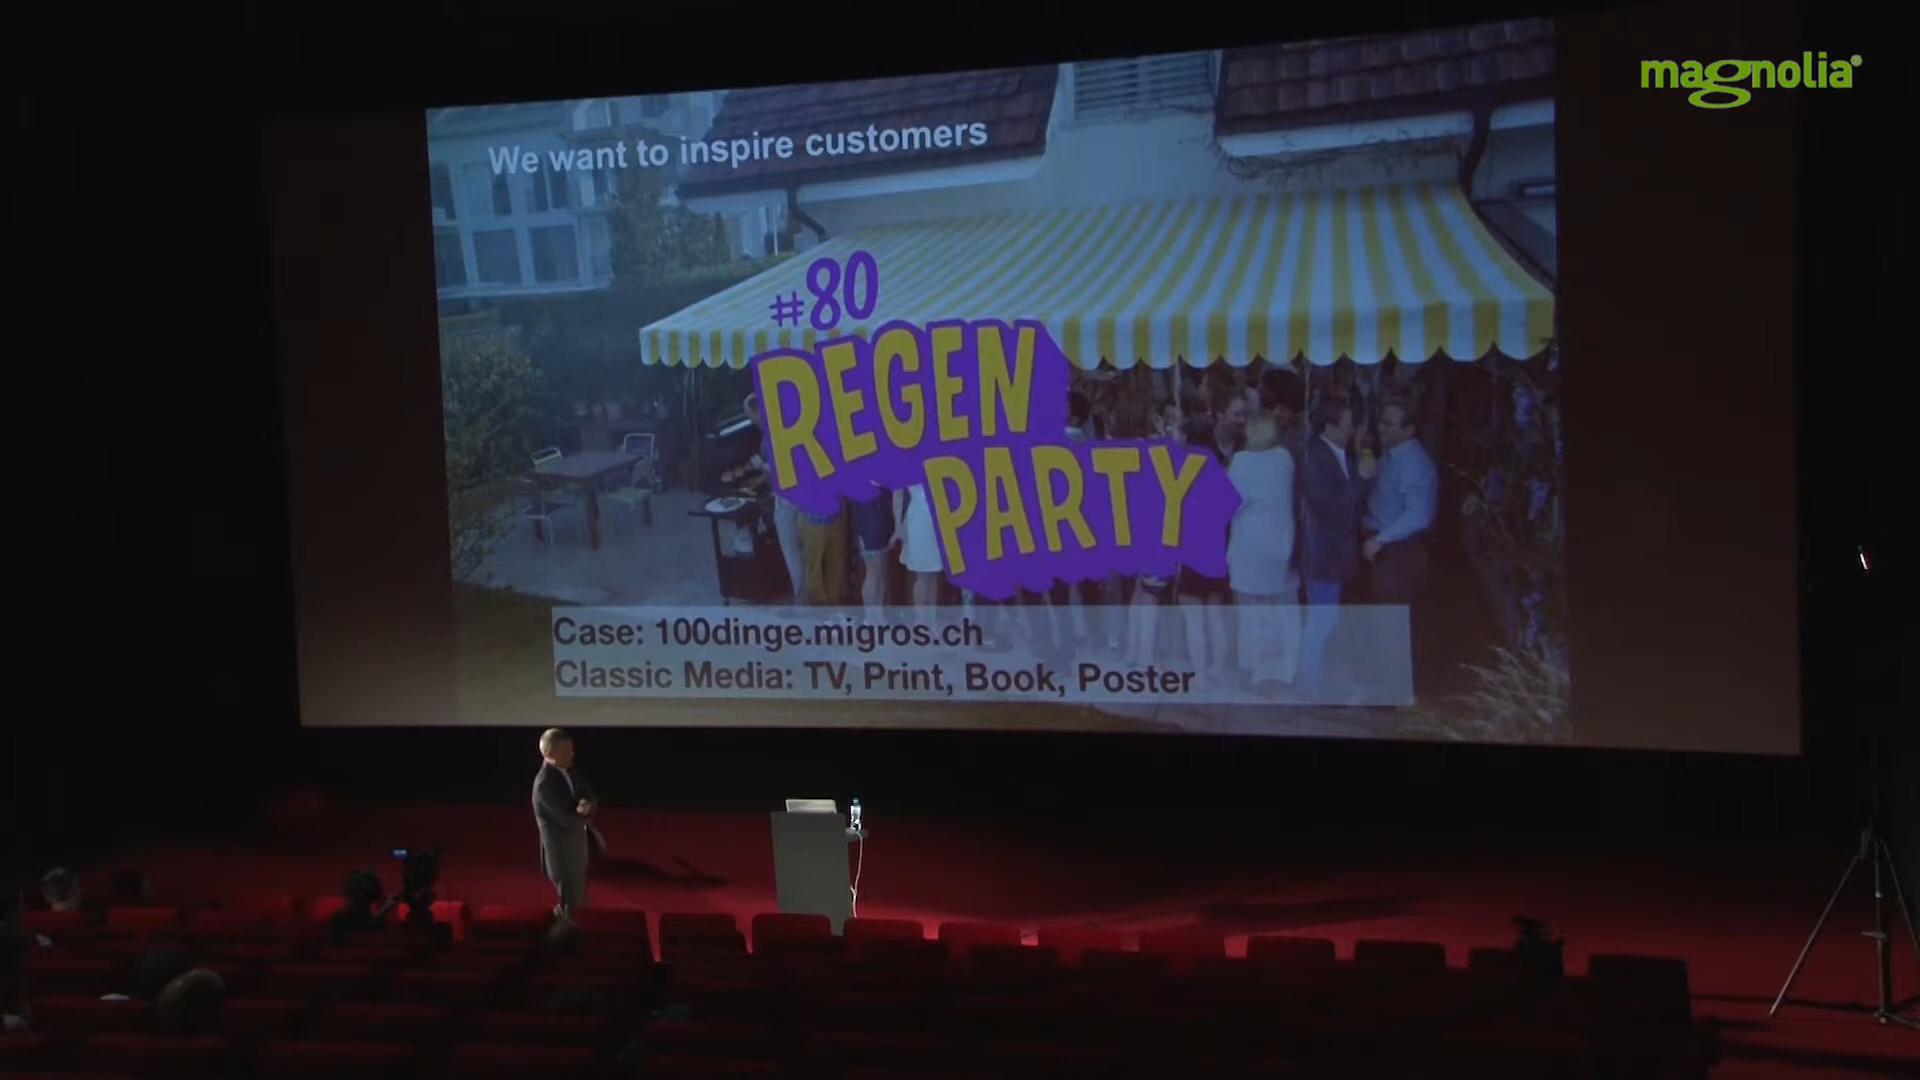 magnolia®
We want to inspire customers
#80
REGEN
PARTY
Case: 100dinge.migros.ch
Classic Media: TV, Print, Book, Poster